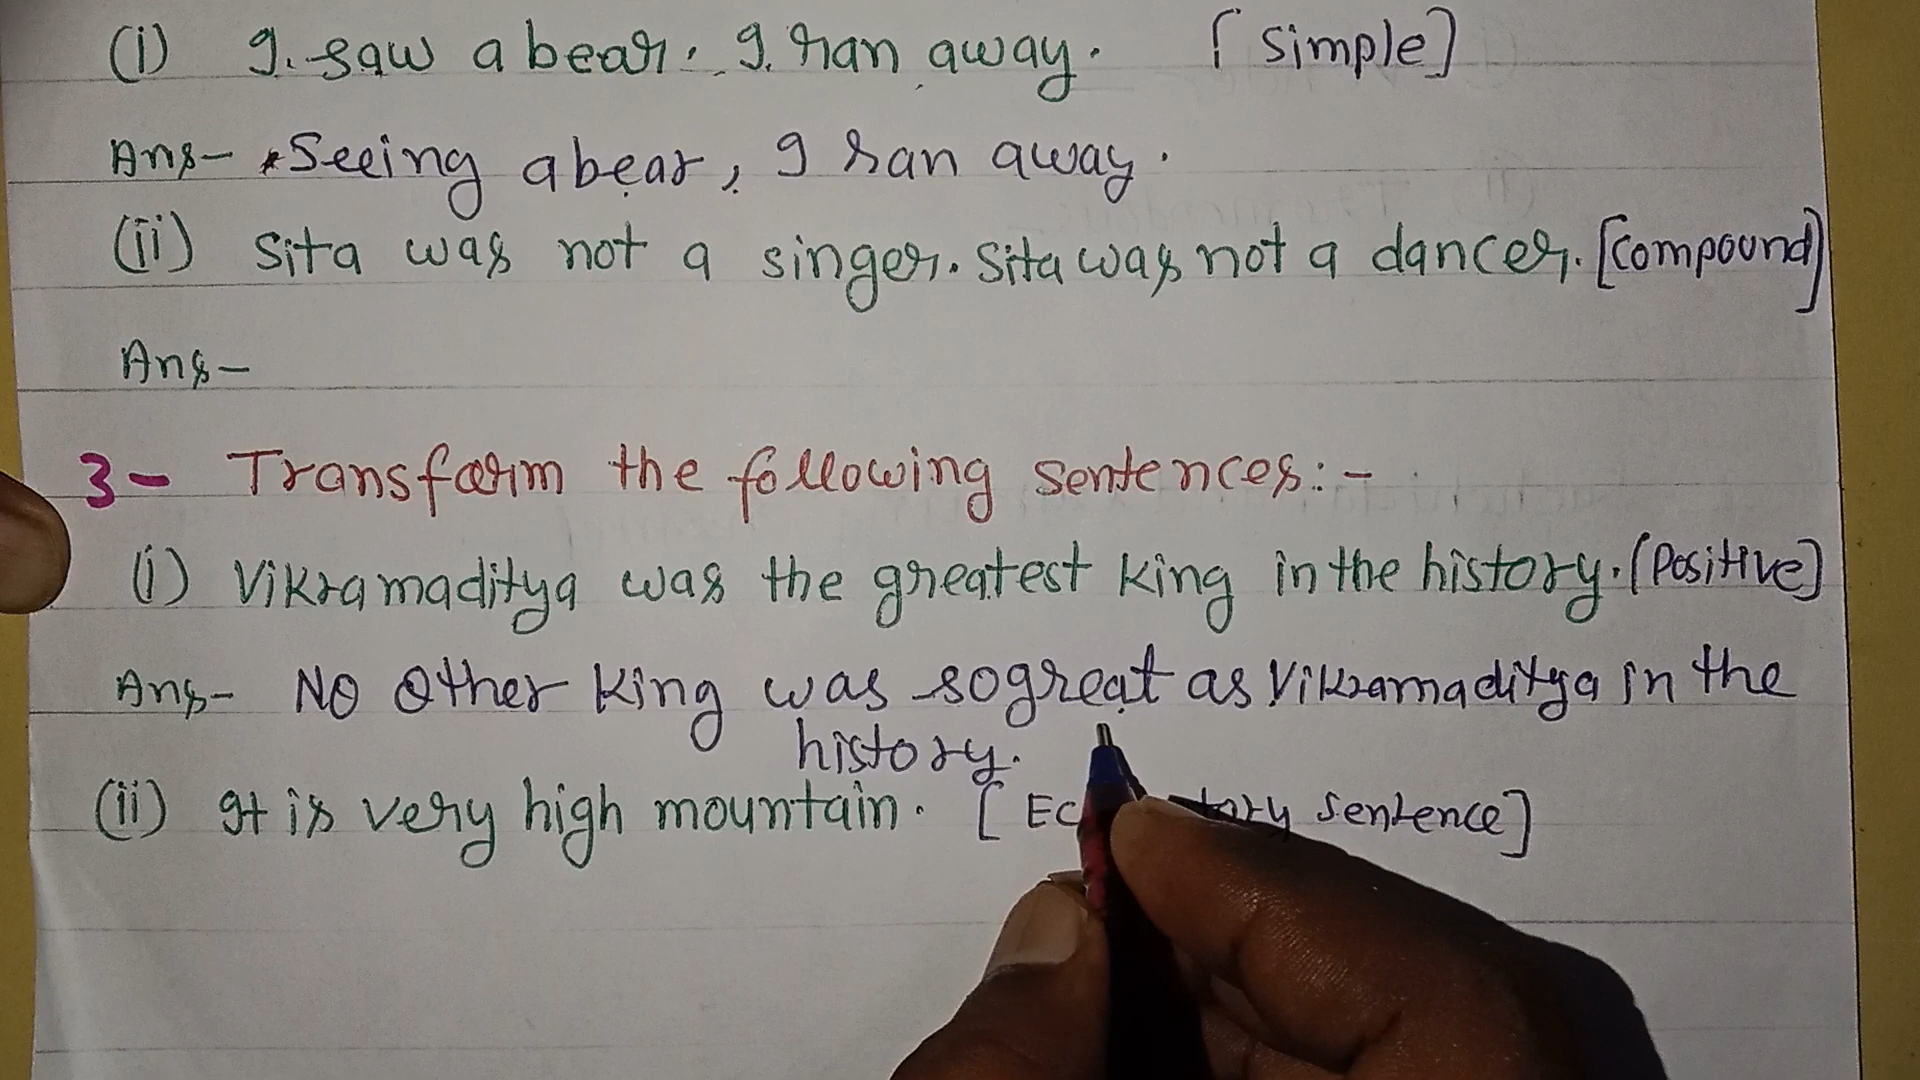 (i) I saw a bear. I ran away. [Simple]
Ans- Seeing a bear, I ran away.
(ii) Sita was not a singer. Sita was not a dancer. [Compound]
Ans-
3- Transform the following sentences:-
(i) Vikramaditya was the greatest king in the history. (Positive]
Ans- No Other King was so great as Vikramaditya in the
history.
(ii) It is very high mountain. [ sentence]